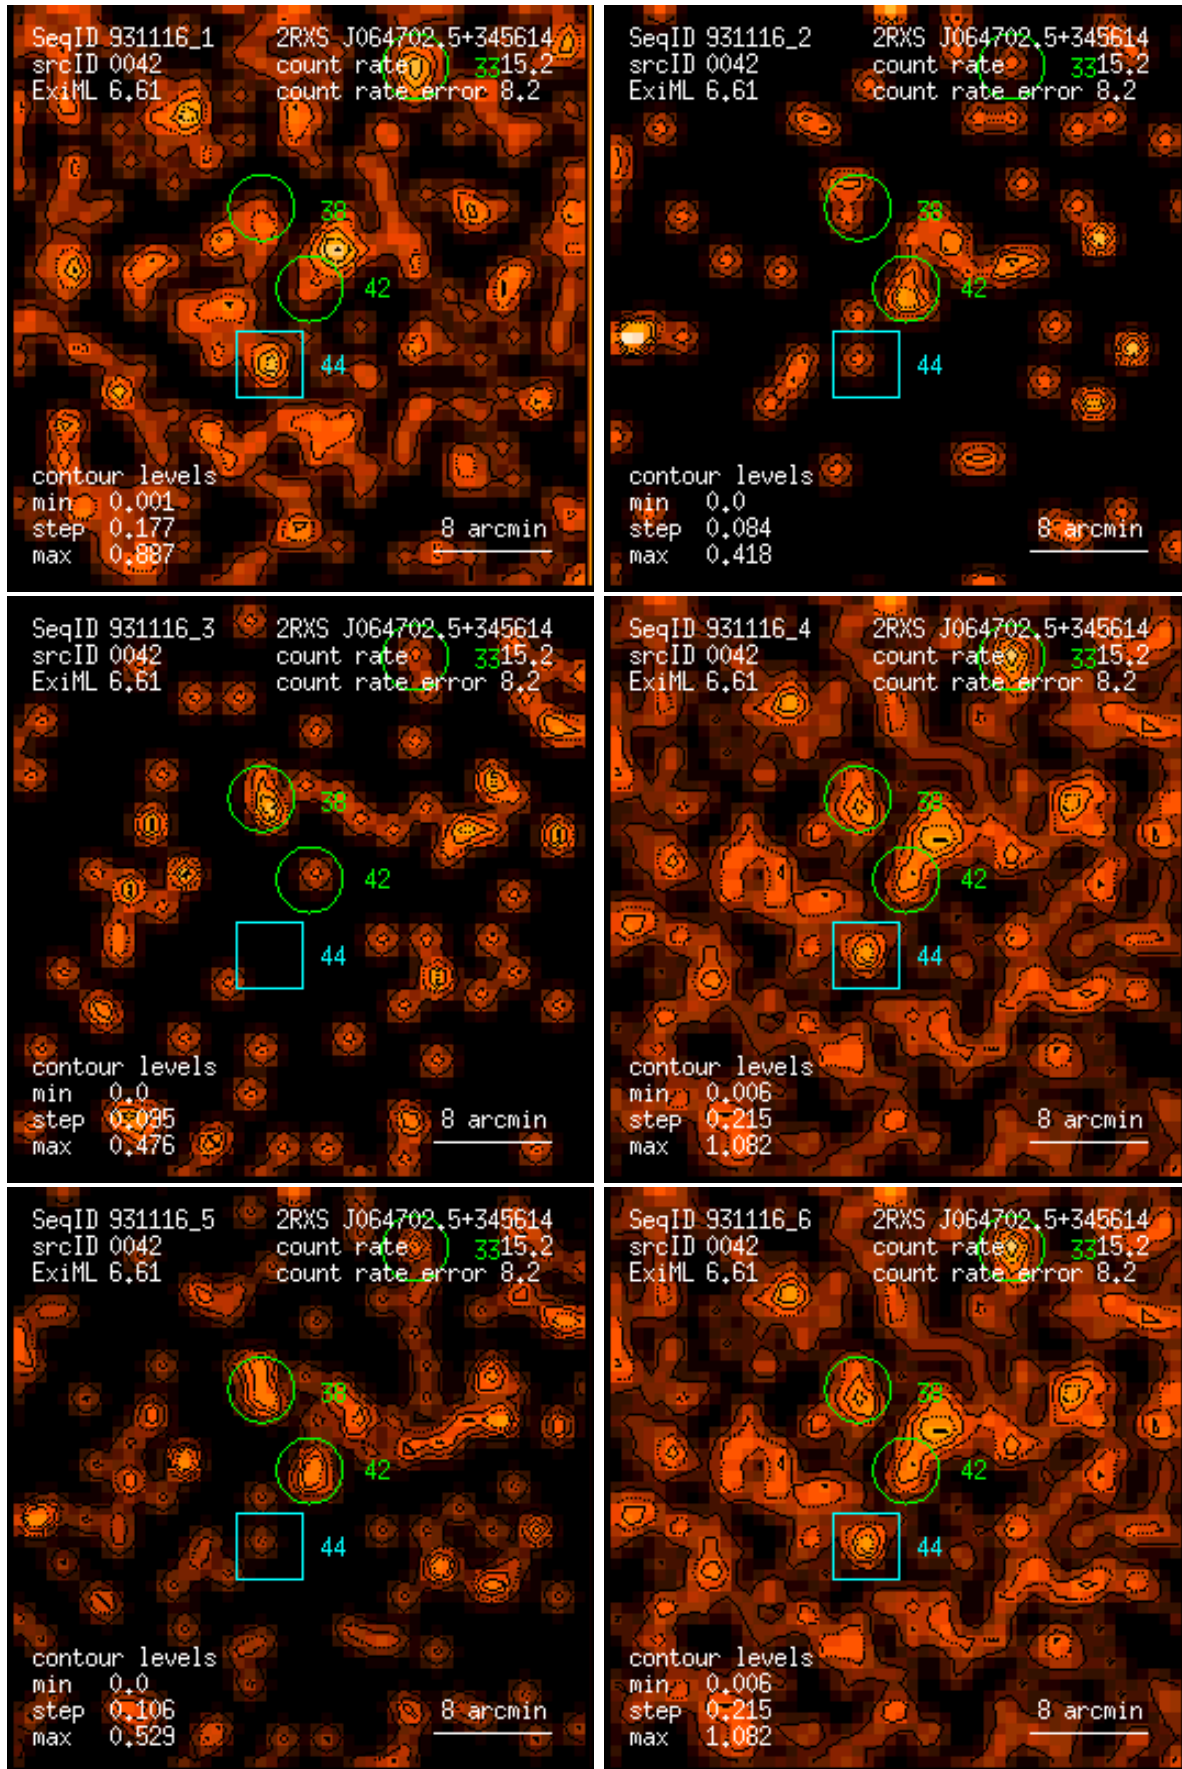 SeqID 931116_1 2RXS J064702.5+345614
srcID 0042 count rate 33 15.2
ExiML 6.61 count rate error 8.2
38
42
44
contour levels
min 0.001
step 0.177 8 arcmin
max 0.887
SeqID 931116_2 2RXS J064702.5+345614
srcID 0042 count rate 33 15.2
ExiML 6.61 count rate error 8.2
38
42
44
contour levels
min 0.0
step 0.084 8 arcmin
max 0.418
SeqID 931116_3 2RXS J064702.5+345614
srcID 0042 count rate 33 15.2
ExiML 6.61 count rate error 8.2
38
42
44
contour levels
min 0.0
step 0.095 8 arcmin
max 0.476
SeqID 931116_4 2RXS J064702.5+345614
srcID 0042 count rate 33 15.2
ExiML 6.61 count rate error 8.2
38
42
44
contour levels
min 0.006
step 0.215 8 arcmin
max 1.082
SeqID 931116_5 2RXS J064702.5+345614
srcID 0042 count rate 33 15.2
ExiML 6.61 count rate error 8.2
38
42
44
contour levels
min 0.0
step 0.106 8 arcmin
max 0.529
SeqID 931116_6 2RXS J064702.5+345614
srcID 0042 count rate 33 15.2
ExiML 6.61 count rate error 8.2
38
42
44
contour levels
min 0.006
step 0.215 8 arcmin
max 1.082